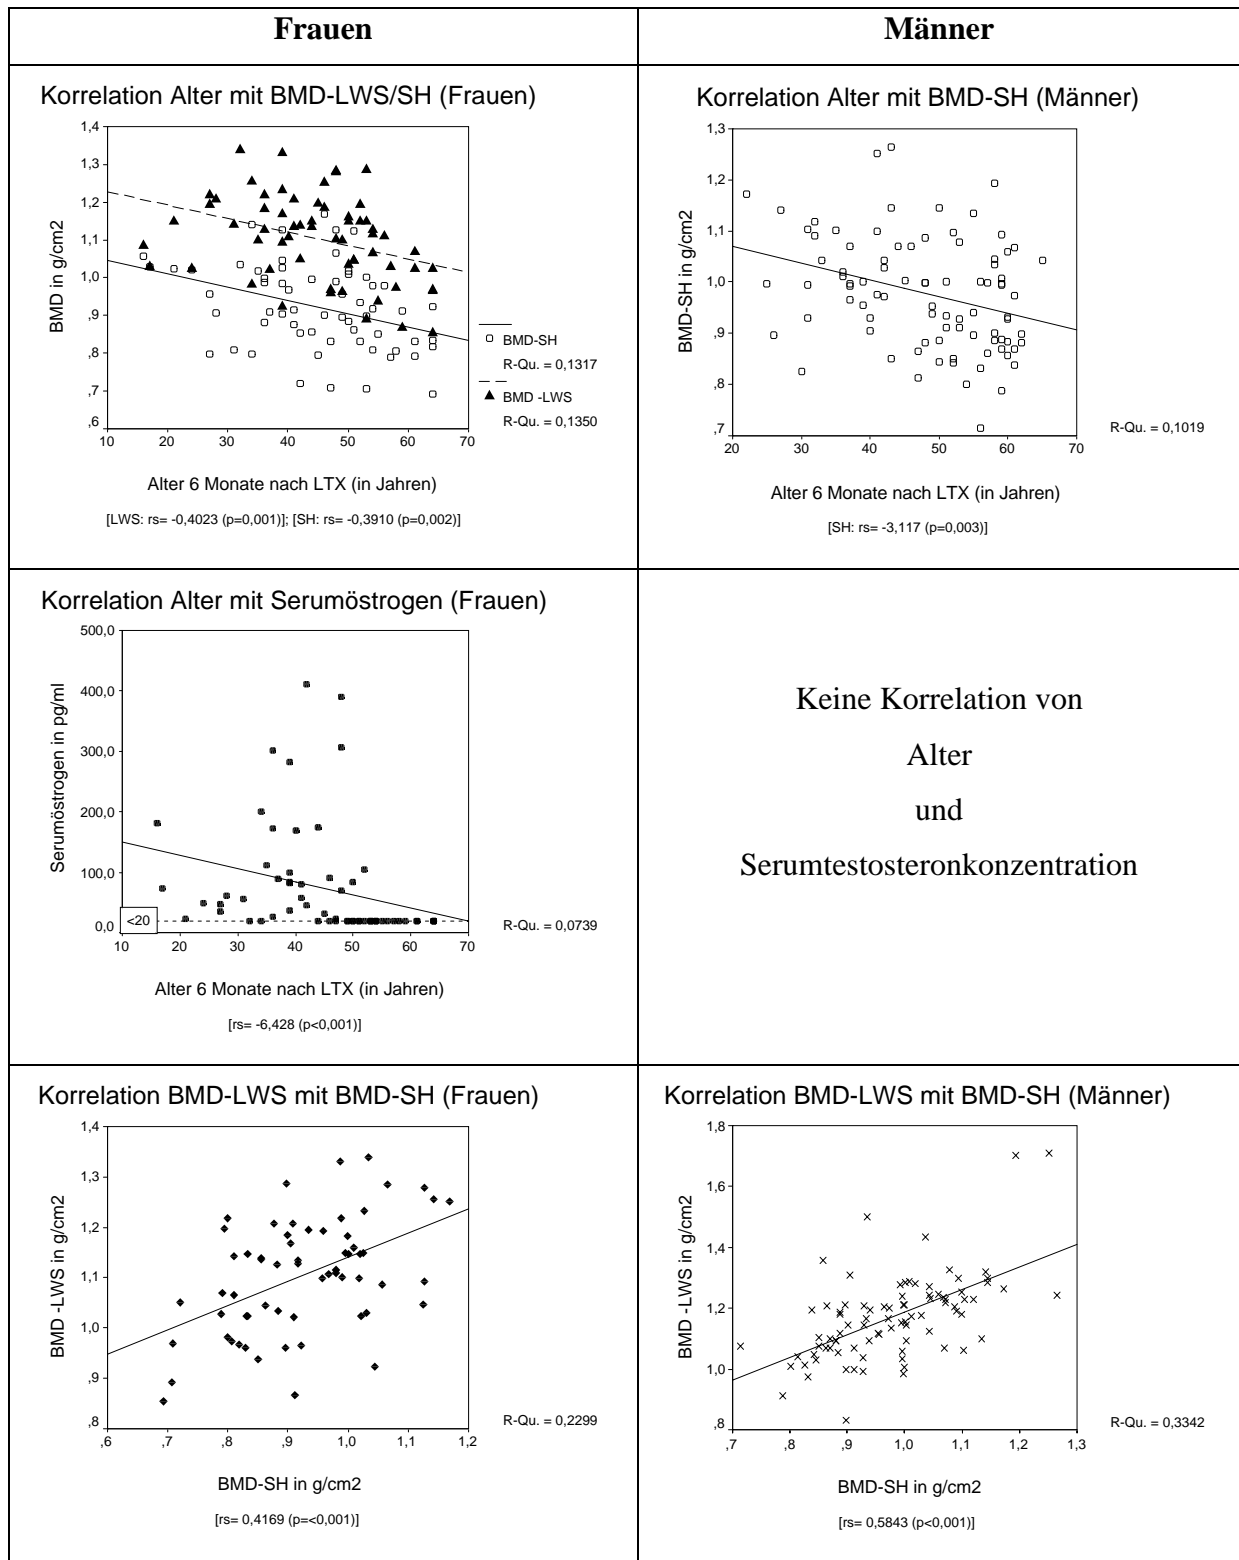 Frauen
Männer
Korrelation Alter mit BMD-LWS/SH (Frauen)
1,4
1,3
1,2
1,1
1,0
,9
,8
,7
,6
BMD in g/cm2
10 20 30 40 50 60 70
BMD-SH
R-Qu. = 0,1317
BMD -LWS
R-Qu. = 0,1350
Alter 6 Monate nach LTX (in Jahren)
[LWS: rs= -0,4023 (p=0,001)]; [SH: rs= -0,3910 (p=0,002)]
Korrelation Alter mit BMD-SH (Männer)
1,3
1,2
1,1
1,0
,9
,8
,7
BMD-SH in g/cm2
20 30 40 50 60 70
R-Qu. = 0,1019
Alter 6 Monate nach LTX (in Jahren)
[SH: rs= -3,117 (p=0,003)]
Korrelation Alter mit Serumöstrogen (Frauen)
500,0
400,0
300,0
200,0
100,0
0,0
Serumöstrogen in pg/ml
<20
10 20 30 40 50 60 70
R-Qu. = 0,0739
Alter 6 Monate nach LTX (in Jahren)
[rs= -6,428 (p<0,001)]
Keine Korrelation von
Alter
und
Serumtestosteronkonzentration
Korrelation BMD-LWS mit BMD-SH (Frauen)
1,4
1,3
1,2
1,1
1,0
,9
,8
BMD -LWS in g/cm2
,6 ,7 ,8 ,9 1,0 1,1 1,2
R-Qu. = 0,2299
BMD-SH in g/cm2
[rs= 0,4169 (p=<0,001)]
Korrelation BMD-LWS mit BMD-SH (Männer)
1,8
1,6
1,4
1,2
1,0
,8
BMD -LWS in g/cm2
,7 ,8 ,9 1,0 1,1 1,2 1,3
R-Qu. = 0,3342
BMD-SH in g/cm2
[rs= 0,5843 (p<0,001)]